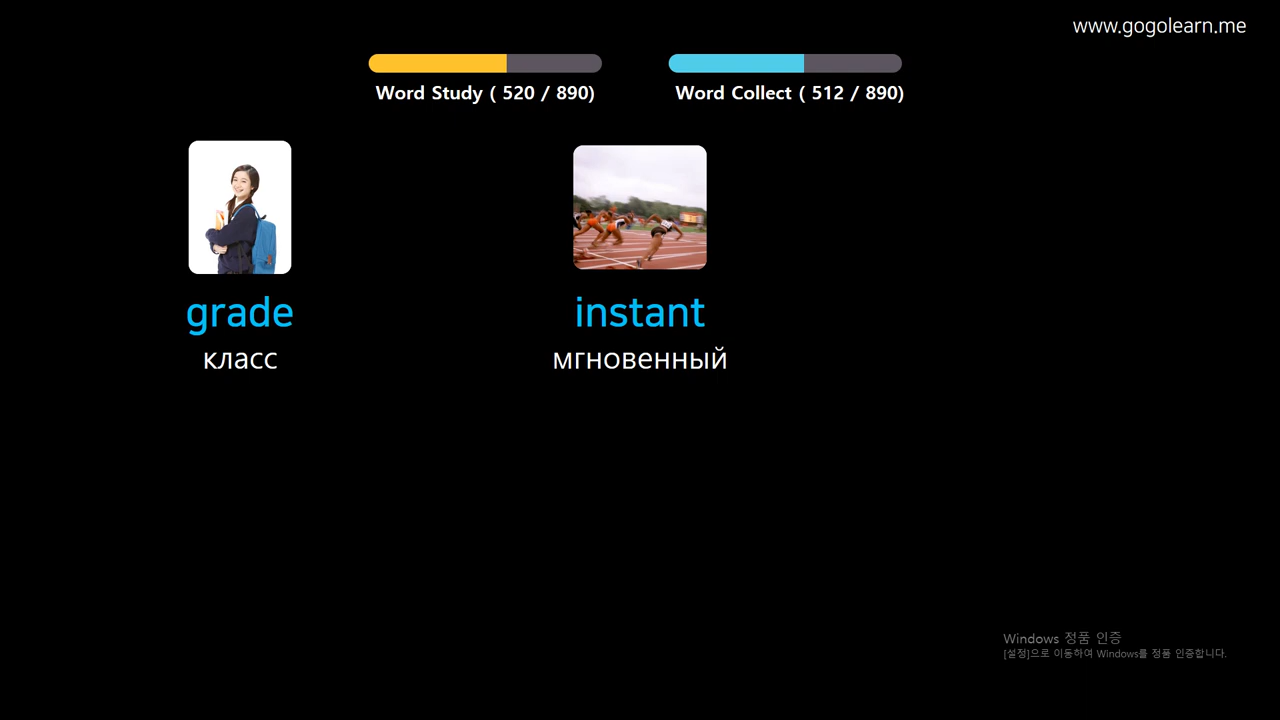 www.gogolearn.me
Word Study ( 520 / 890)
Word Collect ( 512 / 890)
grade
класс
instant
мгновенный
Windows 정품 인증
[설정]으로 이동하여 Windows를 정품 인증합니다.